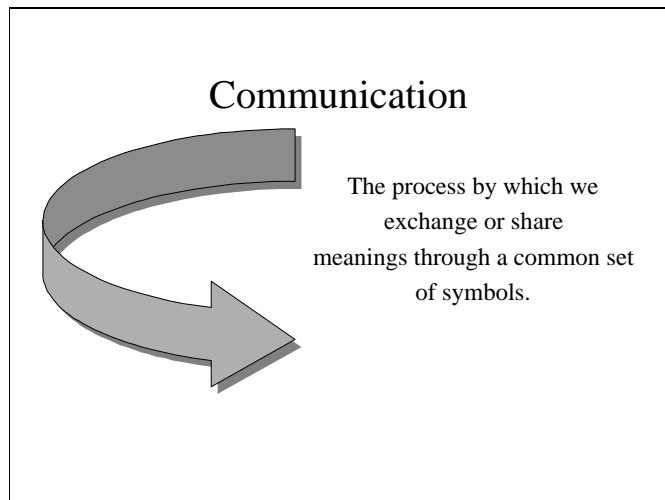 Communication
The process by which we
exchange or share
meanings through a common set
of symbols.